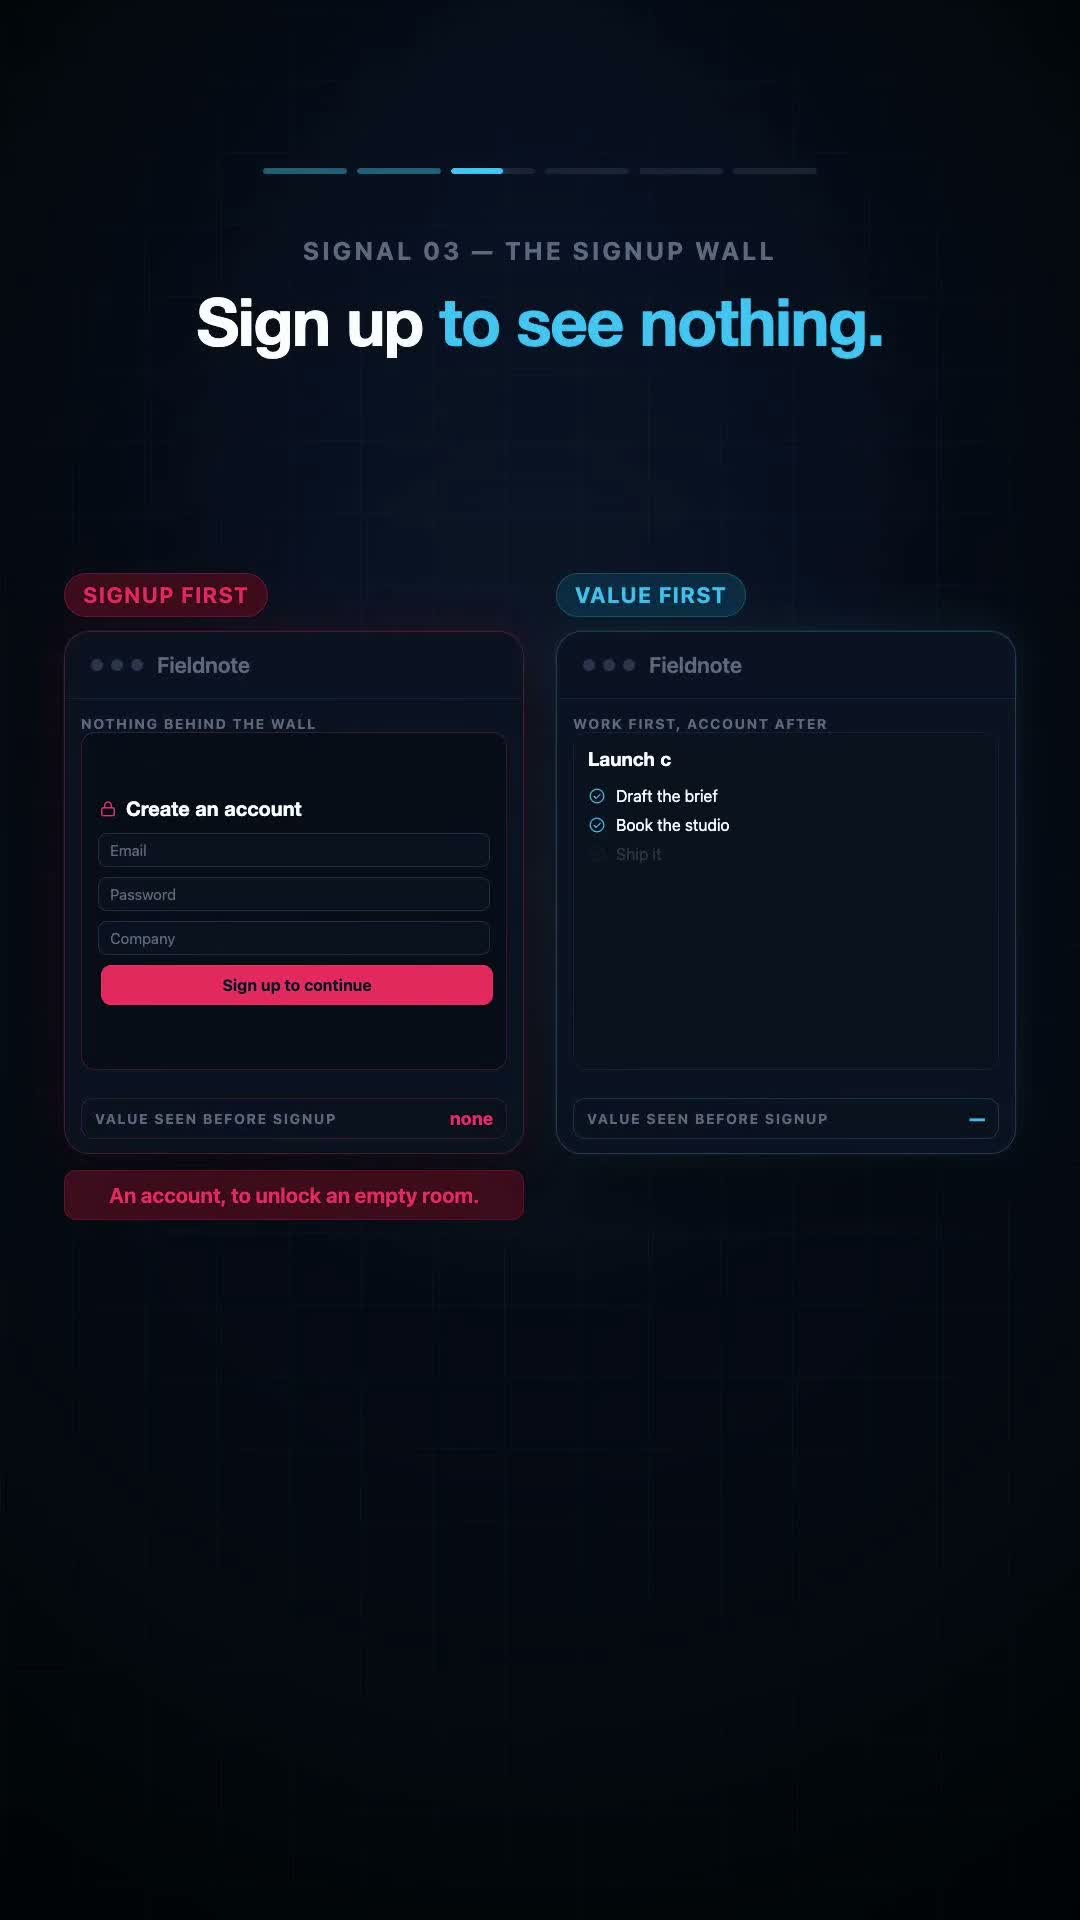 SIGNAL 03 — THE SIGNUP WALL
Sign up to see nothing.
SIGNUP FIRST
Fieldnote
NOTHING BEHIND THE WALL
Create an account
Email
Password
Company
Sign up to continue
VALUE SEEN BEFORE SIGNUP none
An account, to unlock an empty room.
VALUE FIRST
Fieldnote
WORK FIRST, ACCOUNT AFTER
Launch c
Draft the brief
Book the studio
Ship it
VALUE SEEN BEFORE SIGNUP —